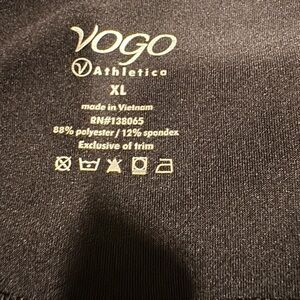 VOGO
Athletica
XL
made in Vietnam
RN#138065
88% polyester / 12% spandex
Exclusive of trim